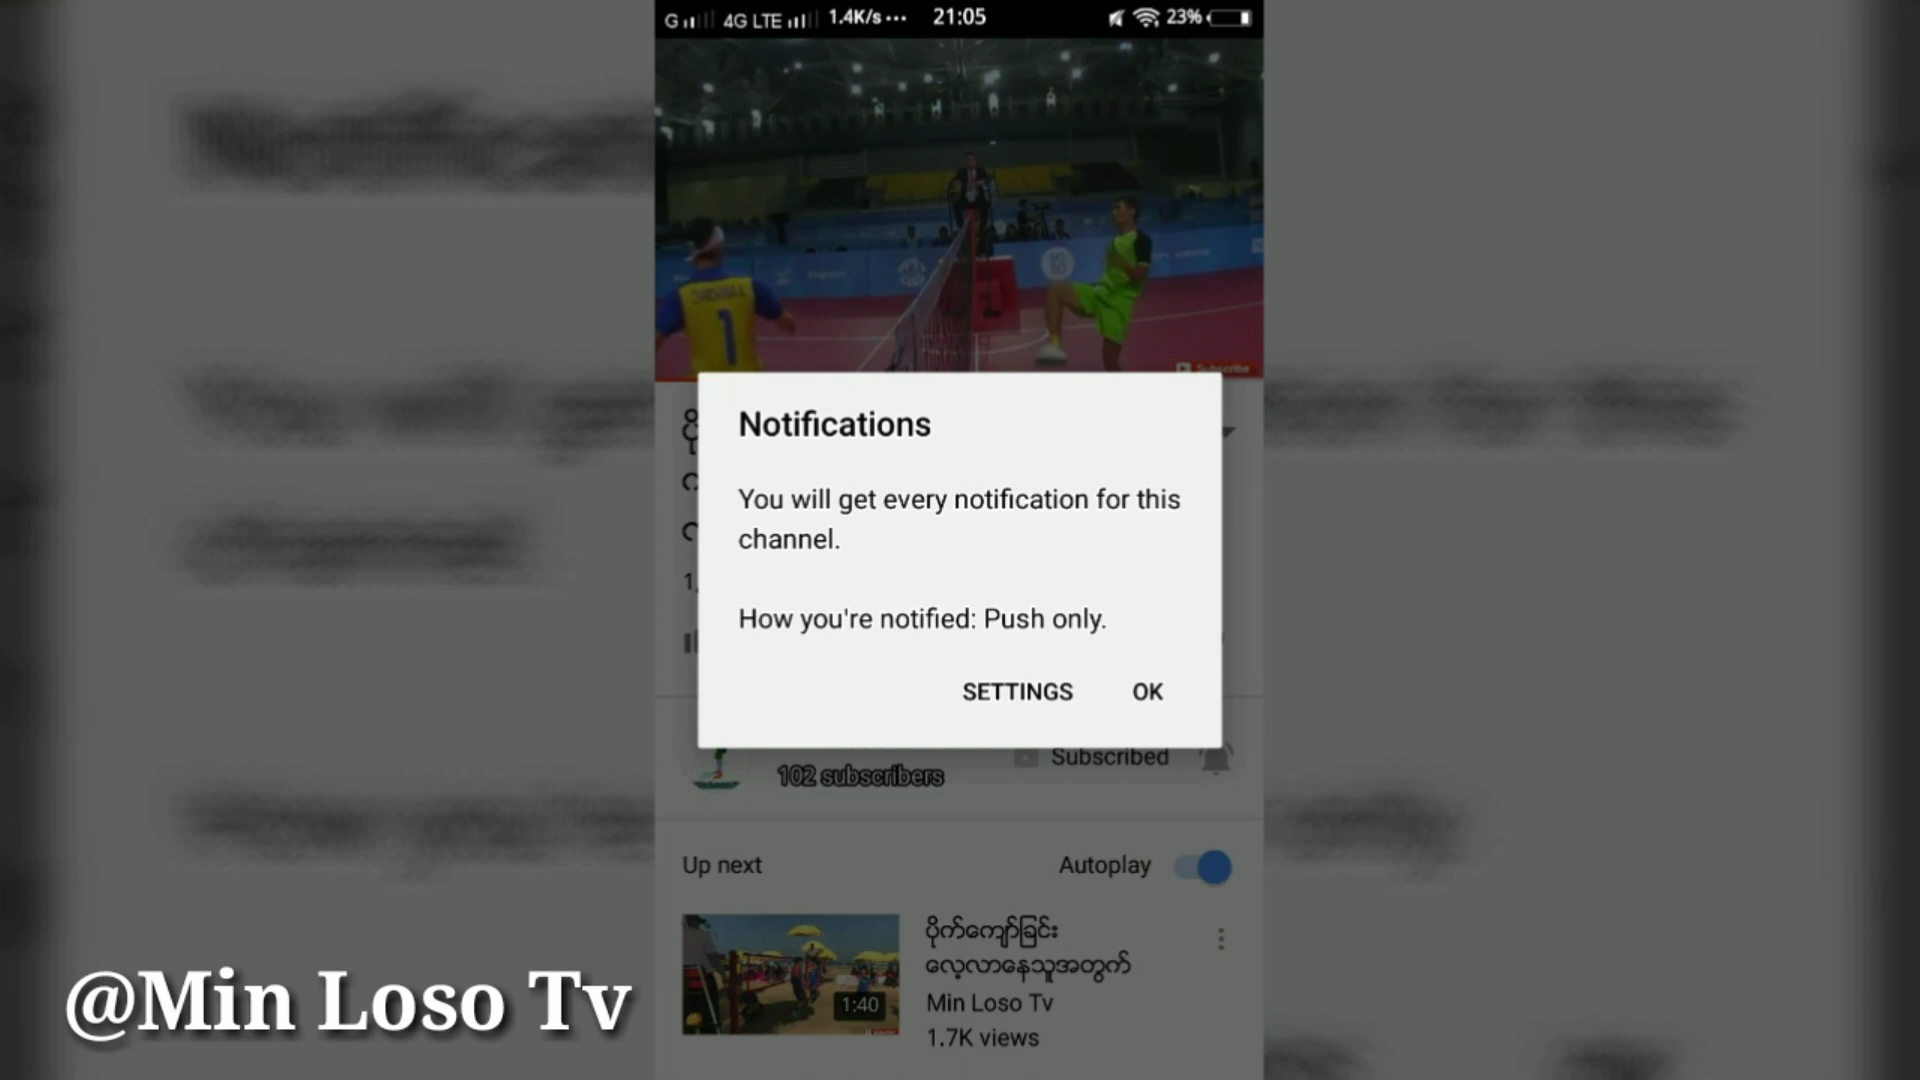 G 4G LTE 1.4K/s ... 21:05 23%
1
Subscribe
Notifications
You will get every notification for this
channel.
How you're notified: Push only.
SETTINGS OK
102 subscribers
Subscribed
Up next Autoplay
ပိုက်ကျော်ခြင်း
လေ့လာနေသူအတွက်
Min Loso Tv
1.7K views
1:40
@Min Loso Tv